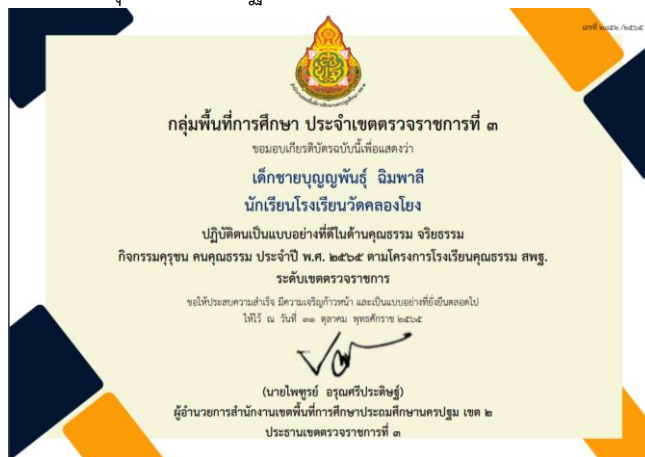 เลขที่ ๒๘๕๒ /๒๕๖๕
กลุ่มพื้นที่การศึกษา ประจำเขตตรวจราชการที่ ๓
ขอมอบเกียรติบัตรฉบับนี้เพื่อแสดงว่า
เด็กชายบุญญพันธุ์ ฉิมพาลี
นักเรียนโรงเรียนวัดคลองโยง
ปฏิบัติตนเป็นแบบอย่างที่ดีในด้านคุณธรรม จริยธรรม
กิจกรรมคุรุชน คนคุณธรรม ประจำปี พ.ศ. ๒๕๖๕ ตามโครงการโรงเรียนคุณธรรม สพฐ.
ระดับเขตตรวจราชการ
ขอให้ประสบความสำเร็จ มีความเจริญก้าวหน้า และเป็นแบบอย่างที่ยั่งยืนตลอดไป
ให้ไว้ ณ วันที่ ๓๑ ตุลาคม พุทธศักราช ๒๕๖๕
(นายไพฑูรย์ อรุณศรีประดิษฐ์)
ผู้อำนวยการสำนักงานเขตพื้นที่การศึกษาประถมศึกษานครปฐม เขต ๒
ประธานเขตตรวจราชการที่ ๓